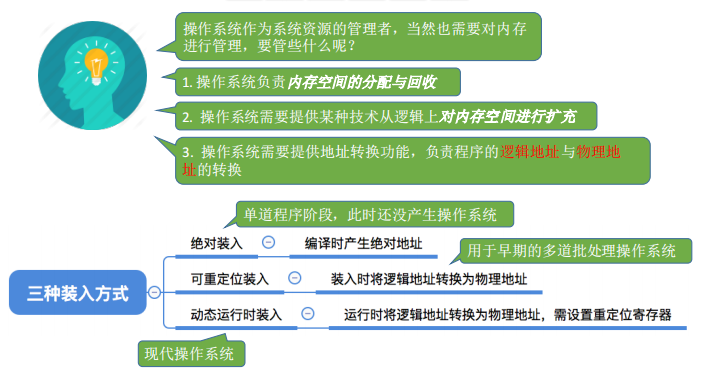 操作系统作为系统资源的管理者，当然也需要对内存
进行管理，要管些什么呢？
1. 操作系统负责内存空间的分配与回收
2. 操作系统需要提供某种技术从逻辑上对内存空间进行扩充
3. 操作系统需要提供地址转换功能，负责程序的逻辑地址与物理地
址的转换
单道程序阶段，此时还没产生操作系统
绝对装入
编译时产生绝对地址
用于早期的多道批处理操作系统
三种装入方式
可重定位装入
装入时将逻辑地址转换为物理地址
动态运行时装入
运行时将逻辑地址转换为物理地址，需设置重定位寄存器
现代操作系统